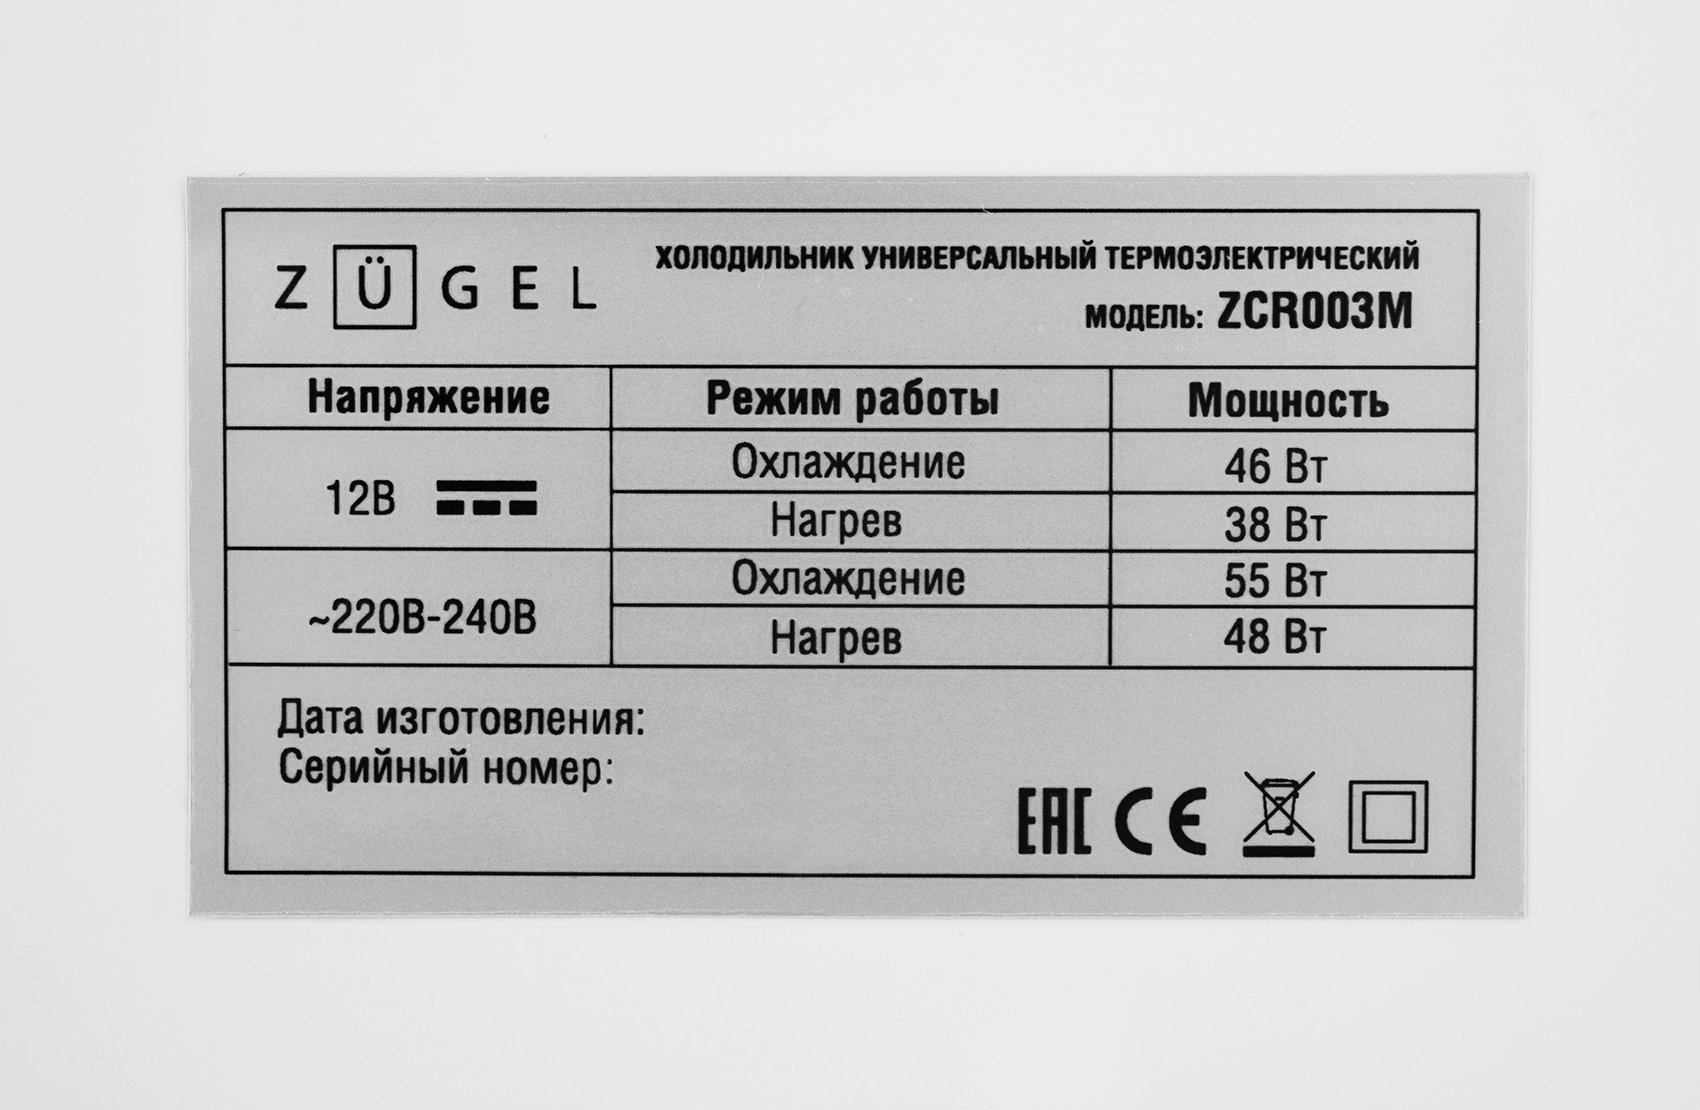 ZÜGEL
ХОЛОДИЛЬНИК УНИВЕРСАЛЬНЫЙ ТЕРМОЭЛЕКТРИЧЕСКИЙ
МОДЕЛЬ: ZCR003M
Напряжение Режим работы Мощность
12В Охлаждение 46 Вт
Нагрев 38 Вт
~220В-240В Охлаждение 55 Вт
Нагрев 48 Вт
Дата изготовления:
Серийный номер:
EAC CE